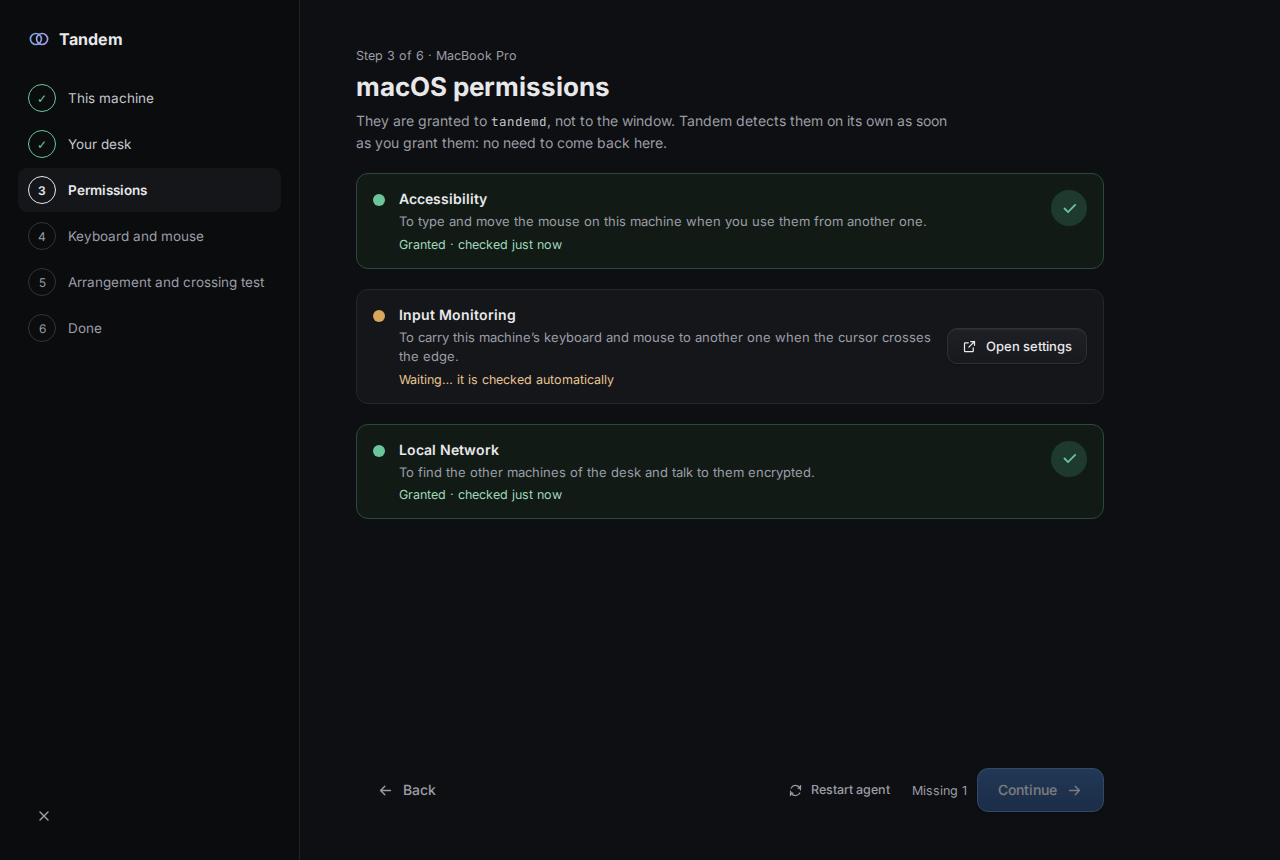 Tandem
✓ This machine
✓ Your desk
3 Permissions
4 Keyboard and mouse
5 Arrangement and crossing test
6 Done
Step 3 of 6 · MacBook Pro
macOS permissions
They are granted to tandemd, not to the window. Tandem detects them on its own as soon
as you grant them: no need to come back here.
Accessibility
To type and move the mouse on this machine when you use them from another one.
Granted · checked just now
Input Monitoring
To carry this machine’s keyboard and mouse to another one when the cursor crosses
the edge.
Waiting… it is checked automatically
Open settings
Local Network
To find the other machines of the desk and talk to them encrypted.
Granted · checked just now
Back
Restart agent
Missing 1
Continue